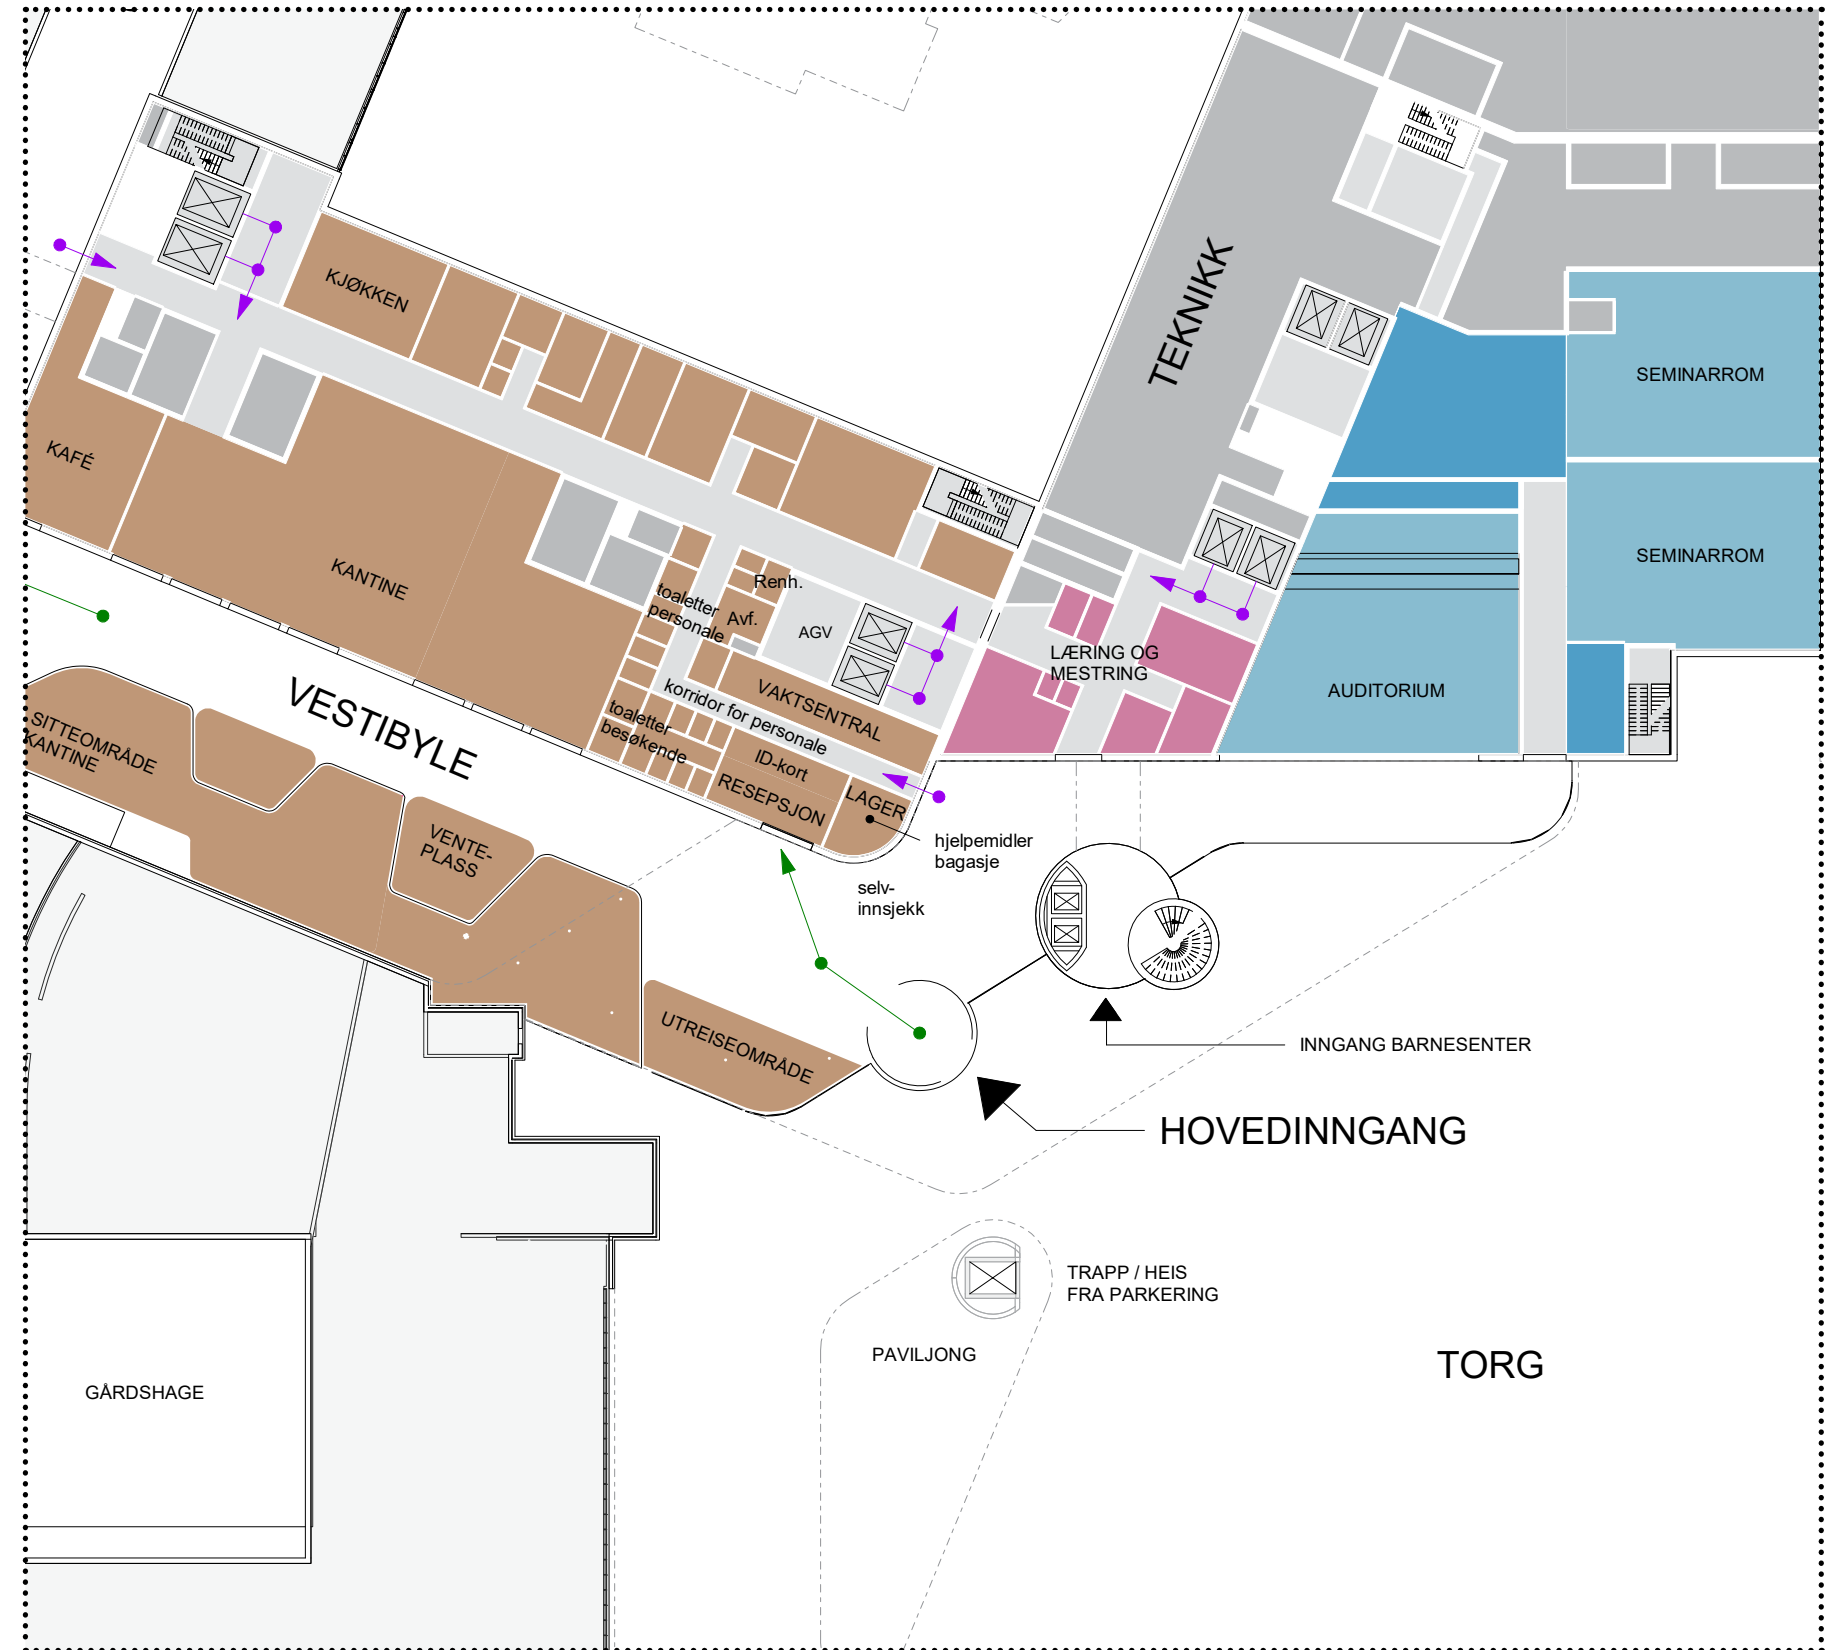 TEKNIKK
KJØKKEN
SEMINARROM
KAFÉ
KANTINE
SEMINARROM
Renh.
toaletter
personale
Avf.
AGV
LÆRING OG
MESTRING
AUDITORIUM
VESTIBYLE
VAKTSENTRAL
korridor for personale
toaletter
besøkende
ID-kort
RESEPSJON
LAGER
SITTEOMRÅDE
KANTINE
VENTE-
PLASS
hjelpemidler
bagasje
selv-
innsjekk
UTREISEOMRÅDE
INNGANG BARNESENTER
HOVEDINNGANG
TRAPP / HEIS
FRA PARKERING
PAVILJONG
TORG
GÅRDSHAGE